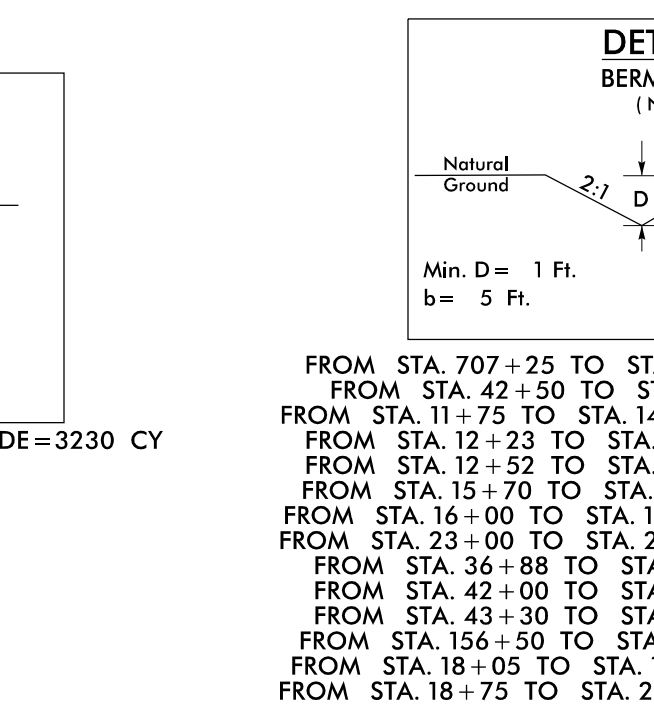 DE=3230 CY
Natural
Ground
2:1
D
Min. D= 1 Ft.
b= 5 Ft.
FROM STA. 707+25 TO
FROM STA. 42+50 TO
FROM STA. 11+75 TO STA.
FROM STA. 12+23 TO STA.
FROM STA. 12+52 TO STA.
FROM STA. 15+70 TO STA.
FROM STA. 16+00 TO STA.
FROM STA. 23+00 TO STA.
FROM STA. 36+88 TO
FROM STA. 42+00 TO
FROM STA. 43+30 TO
FROM STA. 156+50 TO
FROM STA. 18+05 TO STA.
FROM STA. 18+75 TO STA.